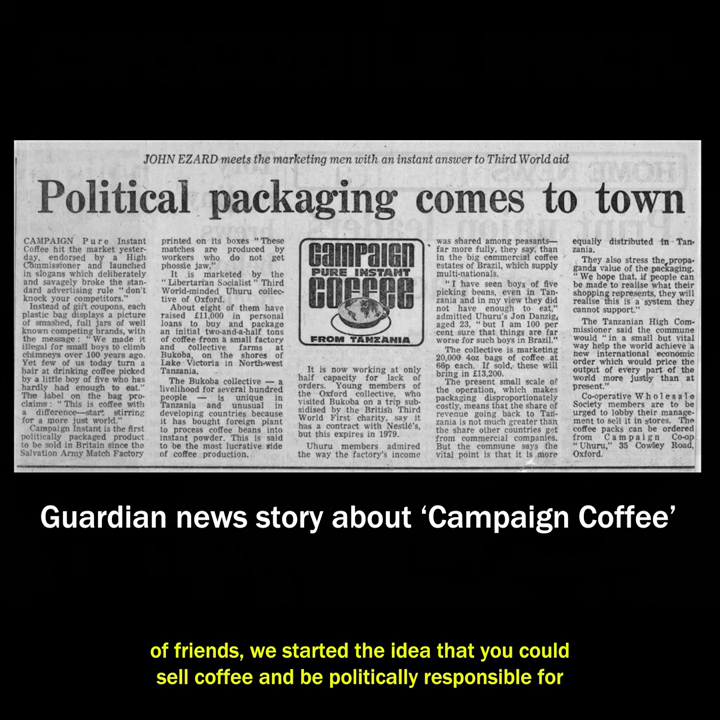 JOHN EZARD meets the marketing men with an instant answer to Third World aid
Political packaging comes to town
CAMPAIGN Pure Instant
Coffee hit the market yester-
day, endorsed by a High
Commissioner and launched
in slogans which deliberately
and savagely broke the stan-
dard advertising rule “ don't
knock your competitors.”
Instead of gift coupons, each
plastic bag displays a picture
of smashed, full jars of well
known competing brands, with
the message : “ We made it
illegal for small boys to climb
chimneys over 100 years ago.
Yet few of us today turn a
hair at drinking coffee picked
by a little boy of five who has
hardly had enough to eat.”
The label on the bag pro-
claims : “ This is coffee with
a difference—start stirring
for a more just world.”
Campaign Instant is the first
politically packaged product
to be sold in Britain since the
Salvation Army Match Factory
printed on its boxes “ These
matches are produced by
workers who do not get
phossie jaw.”
It is marketed by the
“ Libertarian Socialist ” Third
World-minded Uhuru collec-
tive of Oxford.
About eight of them have
raised £11,000 in personal
loans to buy and package
an initial two-and-a-half tons
of coffee from a small factory
and collective farms at
Bukoba, on the shores of
Lake Victoria in Northwest
Tanzania.
The Bukoba collective — a
livelihood for several hundred
people — is unique in
Tanzania and unusual in
developing countries because
it has bought foreign plant
to process coffee beans into
instant powder. This is said
to be the most lucrative side
of coffee production.
campaign
PURE INSTANT
COFFEE
FROM TANZANIA
It is now working at only
half capacity for lack of
orders. Young members of
the Oxford collective, who
visited Bukoba on a trip sub-
sidised by the British Third
World First charity, say it
has a contract with Nestlé's,
but this expires in 1979.
Uhuru members admired
the way the factory's income
was shared among peasants—
far more fully, they say, than
in the big commercial coffee
estates of Brazil, which supply
multi-nationals.
“ I have seen boys of five
picking beans, even in Tan-
zania and in my view they did
not have enough to eat,”
admitted Uhuru's Jon Danzig,
aged 23, “ but I am 100 per
cent sure that things are far
worse for such boys in Brazil.”
The collective is marketing
20,000 4oz bags of coffee at
66p each. If sold, these will
bring in £13,200.
The present small scale of
the operation, which makes
packaging disproportionately
costly, means that the share of
revenue going back to Tan-
zania is not much greater than
the share other countries get
from commercial companies.
But the commune says the
vital point is that it is more
equally distributed in Tan-
zania.
They also stress the propa-
ganda value of the packaging.
“ We hope that, if people can
be made to realise what their
shopping represents, they will
realise this is a system they
cannot support.”
The Tanzanian High Com-
missioner said the commune
would “ in a small but vital
way help the world achieve a
new international economic
order which would price the
output of every part of the
world more justly than at
present.”
Co-operative Wholesale
Society members are to be
urged to lobby their manage-
ment to sell it in stores. The
coffee packs can be ordered
from Campaign Co-op
“ Uhuru,” 35 Cowley Road,
Oxford.
Guardian news story about ‘Campaign Coffee’
of friends, we started the idea that you could
sell coffee and be politically responsible for